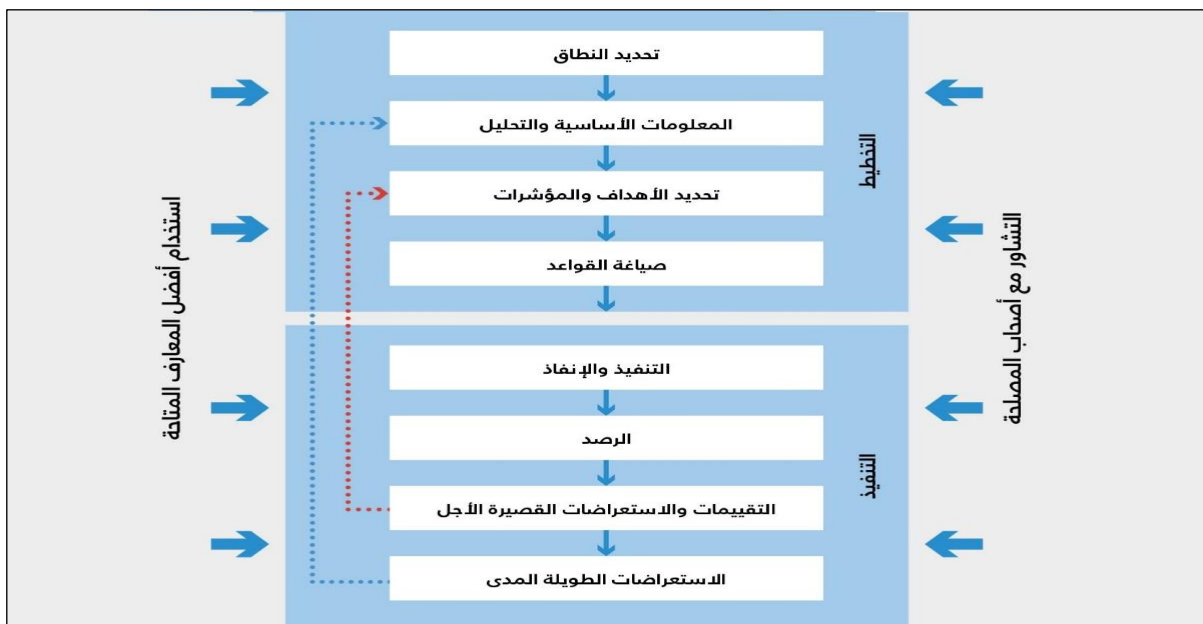 تحديد النطاق
المعلومات الأساسية والتحليل
تحديد الأهداف والمؤشرات
صياغة القواعد
التخطيط
التنفيذ والإنفاذ
الرصد
التقييمات والاستعراضات القصيرة الأجل
الاستعراضات الطويلة المدى
التنفيذ
التشاور مع أصحاب المصلحة
استخدام أفضل المعارف المتاحة